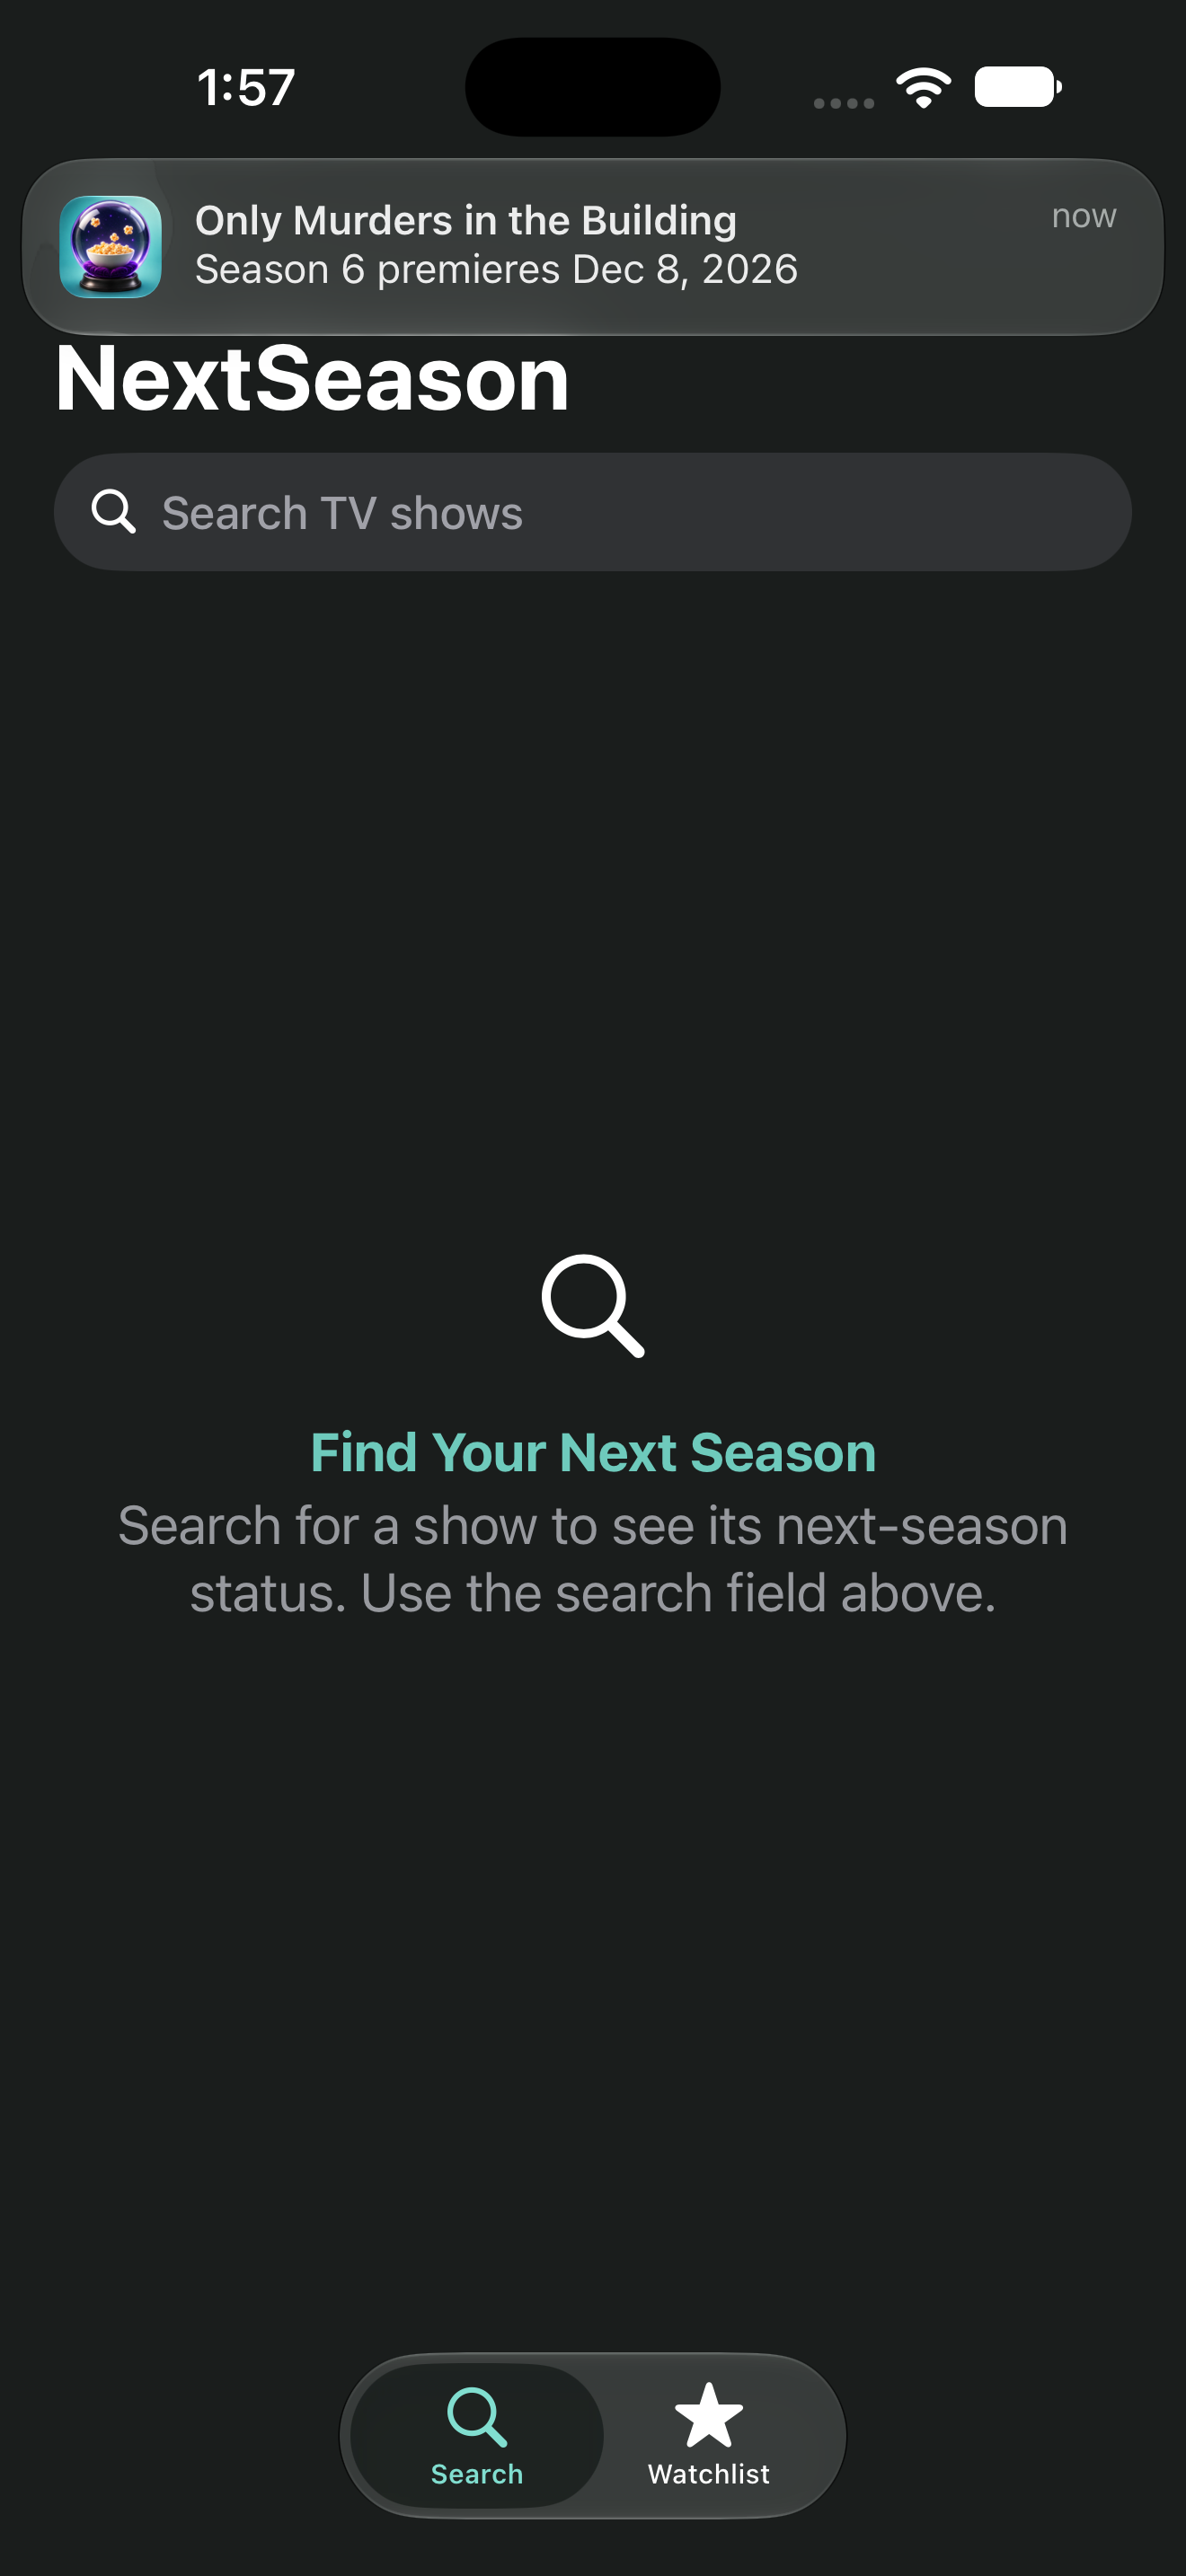 1:57
Only Murders in the Building
now
Season 6 premieres Dec 8, 2026
NextSeason
Search TV shows
Find Your Next Season
Search for a show to see its next-season
status. Use the search field above.
Search
Watchlist